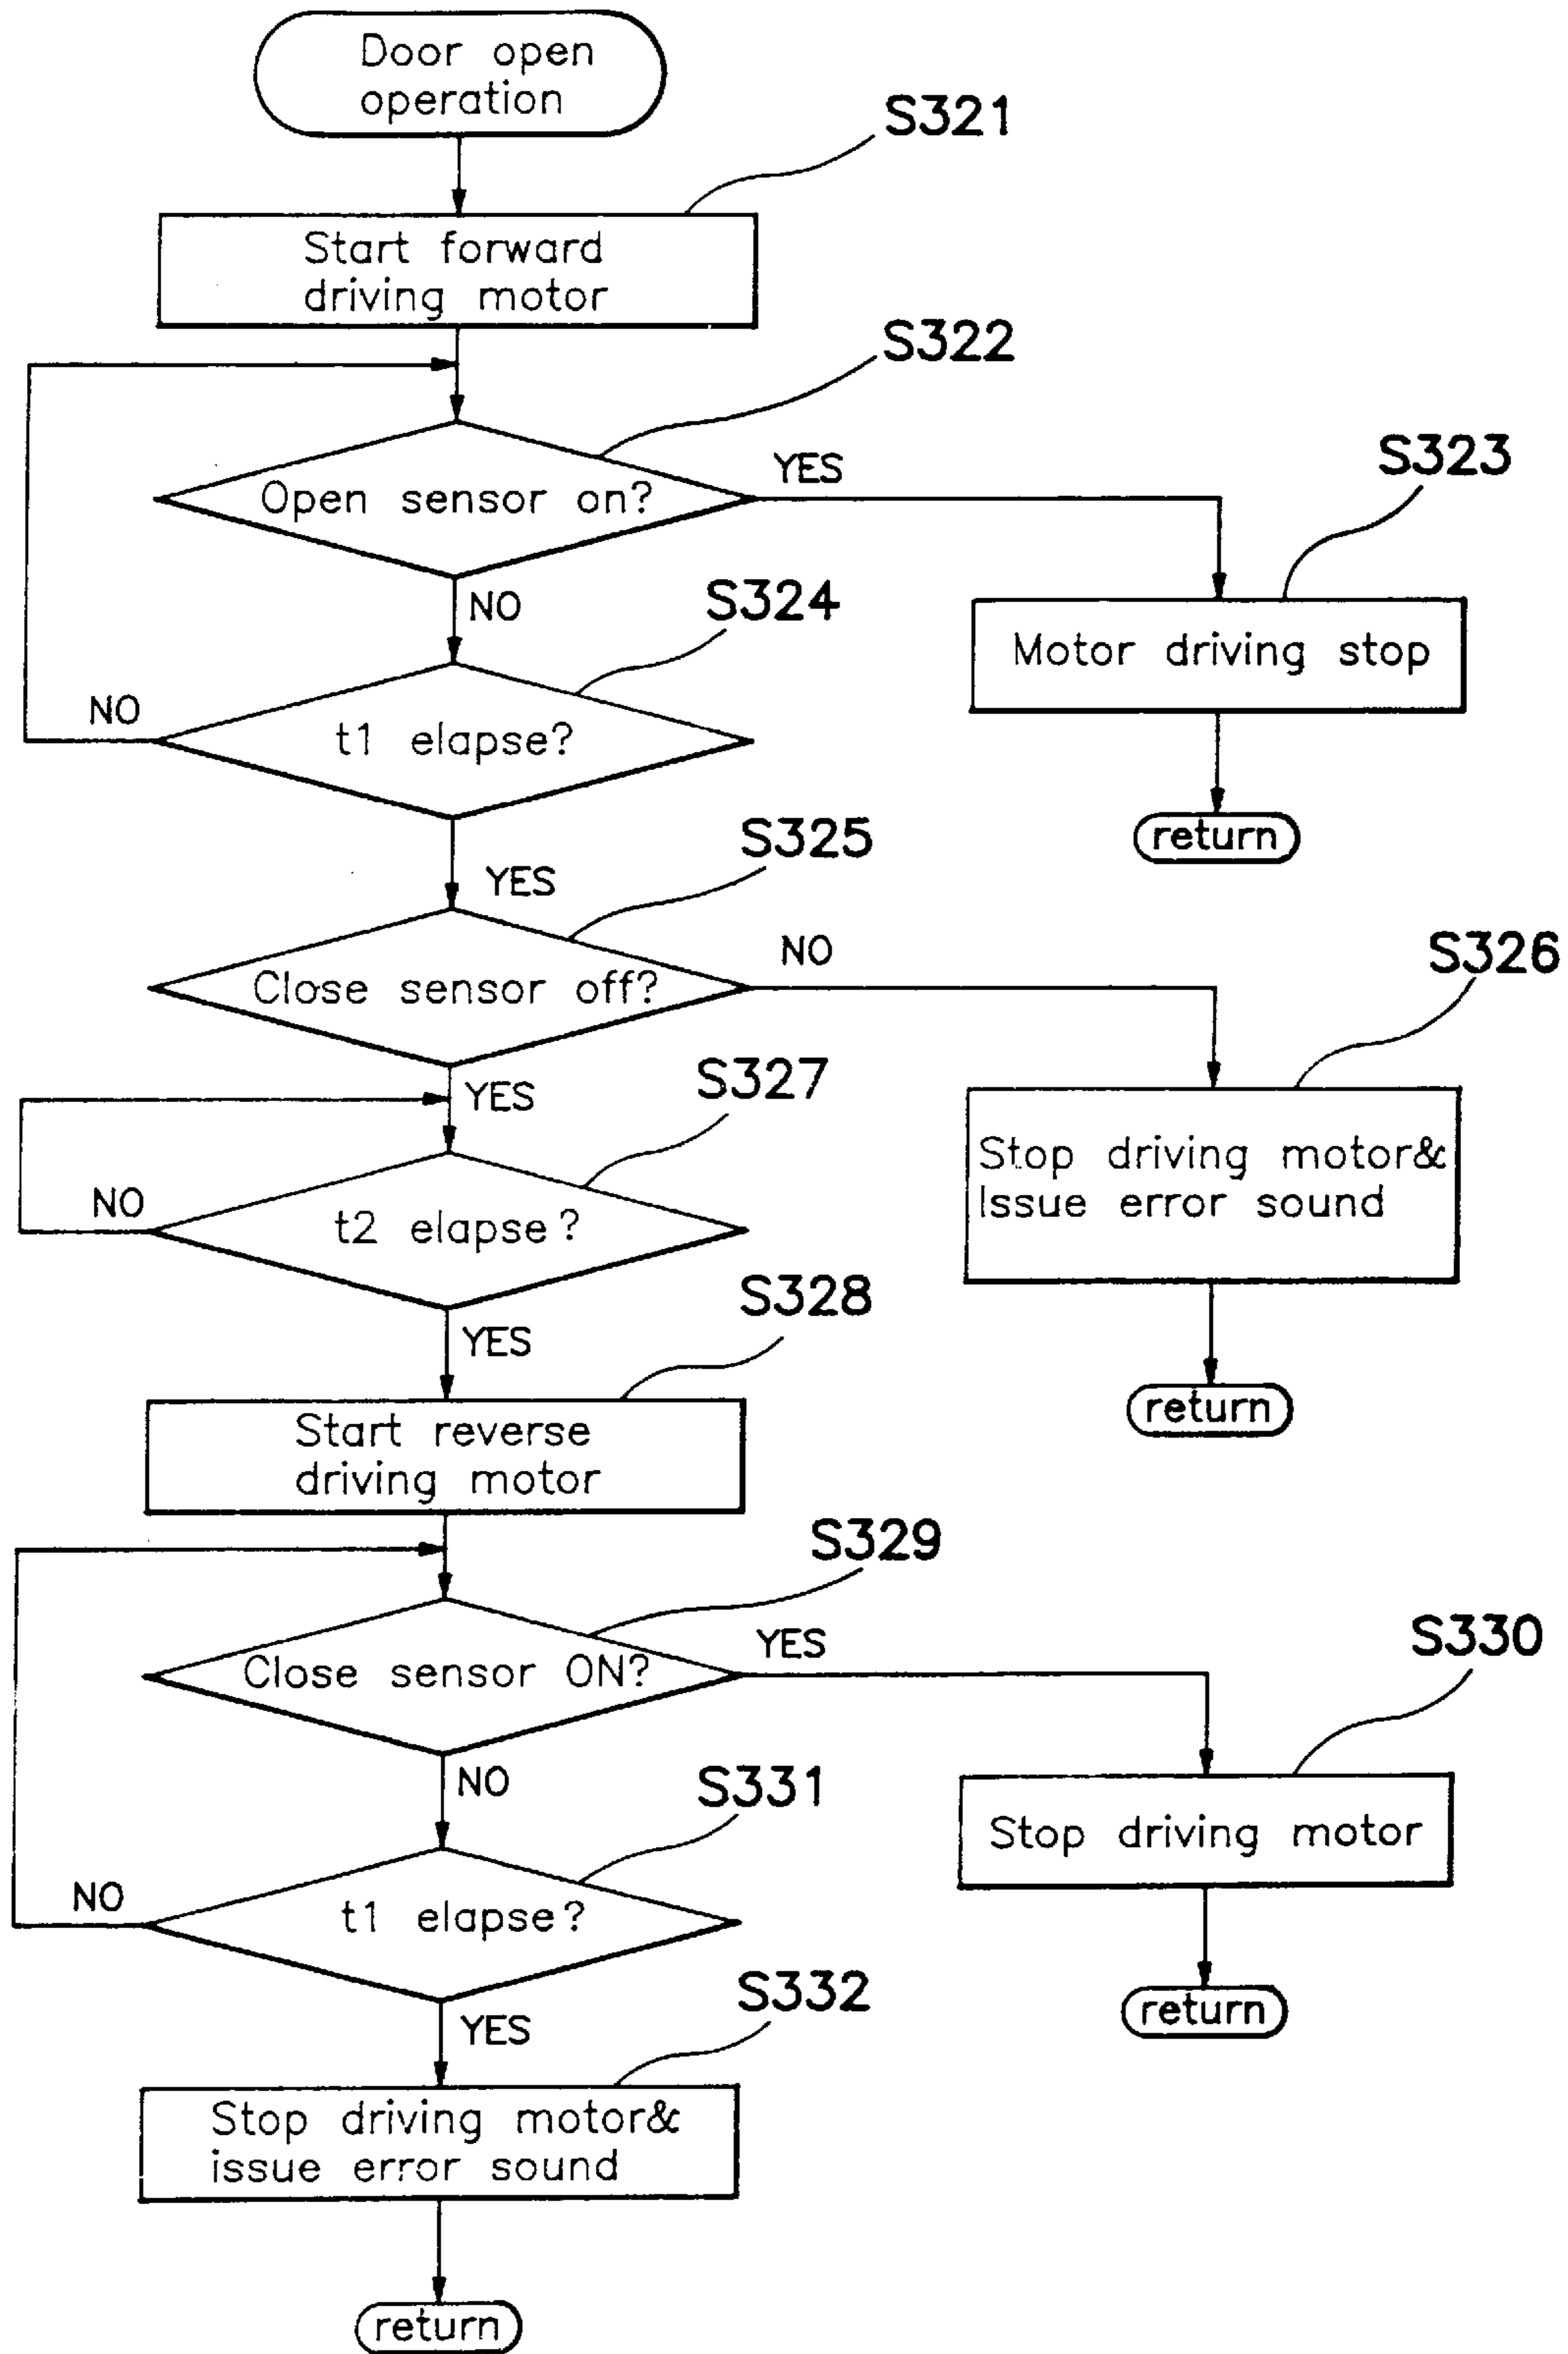 Door open
operation
S321
Start forward
driving motor
S322
Open sensor on?
YES
S323
NO
S324
Motor driving stop
NO
t1 elapse?
return
S325
YES
NO
S326
Close sensor off?
YES
S327
Stop driving motor&
Issue error sound
NO
t2 elapse?
S328
YES
return
Start reverse
driving motor
S329
YES
S330
Close sensor ON?
NO
S331
Stop driving motor
NO
t1 elapse?
S332
return
YES
Stop driving motor&
issue error sound
return